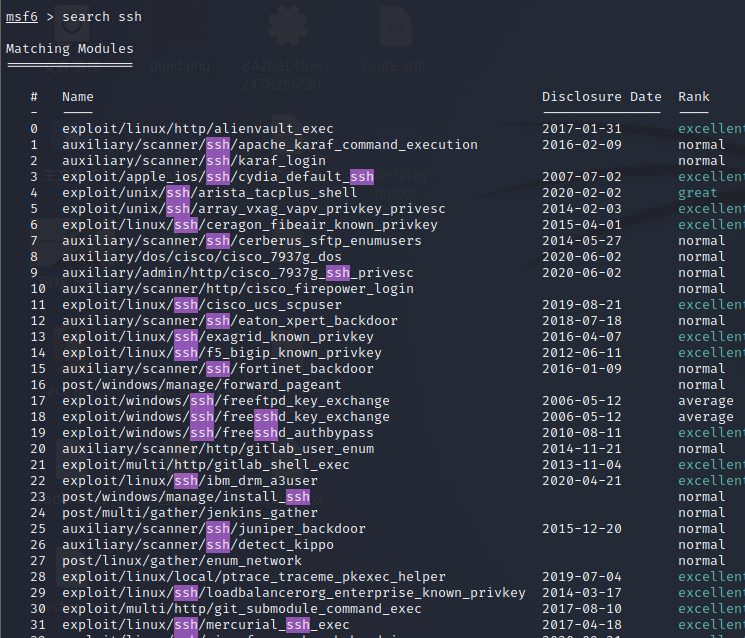 msf6 > search ssh
Matching Modules
================
# Name Disclosure Date Rank
- ---- --------------- ----
0 exploit/linux/http/alienvault_exec 2017-01-31 excellent
1 auxiliary/scanner/ssh/apache_karaf_command_execution 2016-02-09 normal
2 auxiliary/scanner/ssh/karaf_login normal
3 exploit/apple_ios/ssh/cydia_default_ssh 2007-07-02 excellent
4 exploit/unix/ssh/arista_tacplus_shell 2020-02-02 great
5 exploit/unix/ssh/array_vxag_vapv_privkey_privesc 2014-02-03 excellent
6 exploit/linux/ssh/ceragon_fibeair_known_privkey 2015-04-01 excellent
7 auxiliary/scanner/ssh/cerberus_sftp_enumusers 2014-05-27 normal
8 auxiliary/dos/cisco/cisco_7937g_dos 2020-06-02 normal
9 auxiliary/admin/http/cisco_7937g_ssh_privesc 2020-06-02 normal
10 auxiliary/scanner/http/cisco_firepower_login normal
11 exploit/linux/ssh/cisco_ucs_scpuser 2019-08-21 excellent
12 auxiliary/scanner/ssh/eaton_xpert_backdoor 2018-07-18 normal
13 exploit/linux/ssh/exagrid_known_privkey 2016-04-07 excellent
14 exploit/linux/ssh/f5_bigip_known_privkey 2012-06-11 excellent
15 auxiliary/scanner/ssh/fortinet_backdoor 2016-01-09 normal
16 post/windows/manage/forward_pageant normal
17 exploit/windows/ssh/freeftpd_key_exchange 2006-05-12 average
18 exploit/windows/ssh/freesshd_key_exchange 2006-05-12 average
19 exploit/windows/ssh/freesshd_authbypass 2010-08-11 excellent
20 auxiliary/scanner/http/gitlab_user_enum 2014-11-21 normal
21 exploit/multi/http/gitlab_shell_exec 2013-11-04 excellent
22 exploit/linux/ssh/ibm_drm_a3user 2020-04-21 excellent
23 post/windows/manage/install_ssh normal
24 post/multi/gather/jenkins_gather normal
25 auxiliary/scanner/ssh/juniper_backdoor 2015-12-20 normal
26 auxiliary/scanner/ssh/detect_kippo normal
27 post/linux/gather/enum_network normal
28 exploit/linux/local/ptrace_traceme_pkexec_helper 2019-07-04 excellent
29 exploit/linux/ssh/loadbalancerorg_enterprise_known_privkey 2014-03-17 excellent
30 exploit/multi/http/git_submodule_command_exec 2017-08-10 excellent
31 exploit/linux/ssh/mercurial_ssh_exec 2017-04-18 excellent